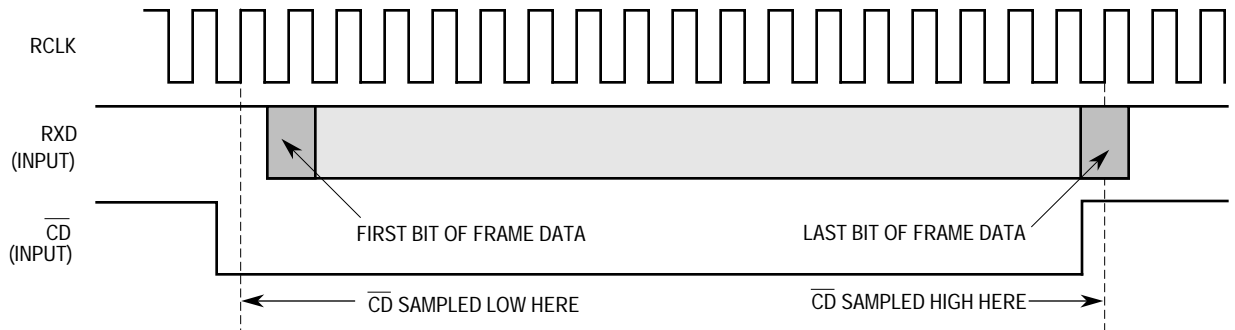 RCLK
RXD
(INPUT)
CD
(INPUT)
FIRST BIT OF FRAME DATA
LAST BIT OF FRAME DATA
CD SAMPLED LOW HERE
CD SAMPLED HIGH HERE